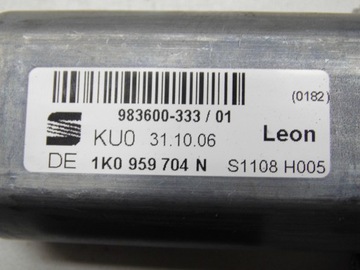 983600-333 / 01
(0182)
KU0 31.10.06 Leon
DE 1K0 959 704 N S1108 H005